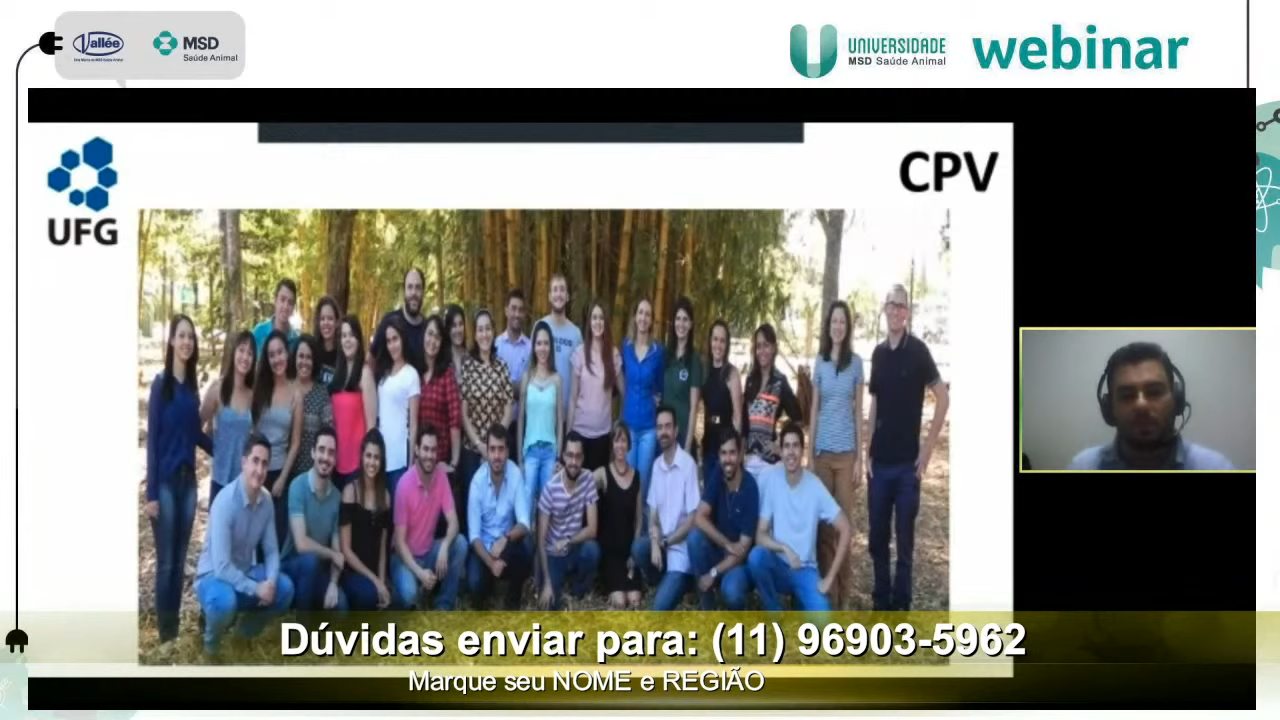 Vallée
MSD
Saúde Animal
UNIVERSIDADE
MSD Saúde Animal
webinar
UFG
CPV
Dúvidas enviar para: (11) 96903-5962
Marque seu NOME e REGIÃO